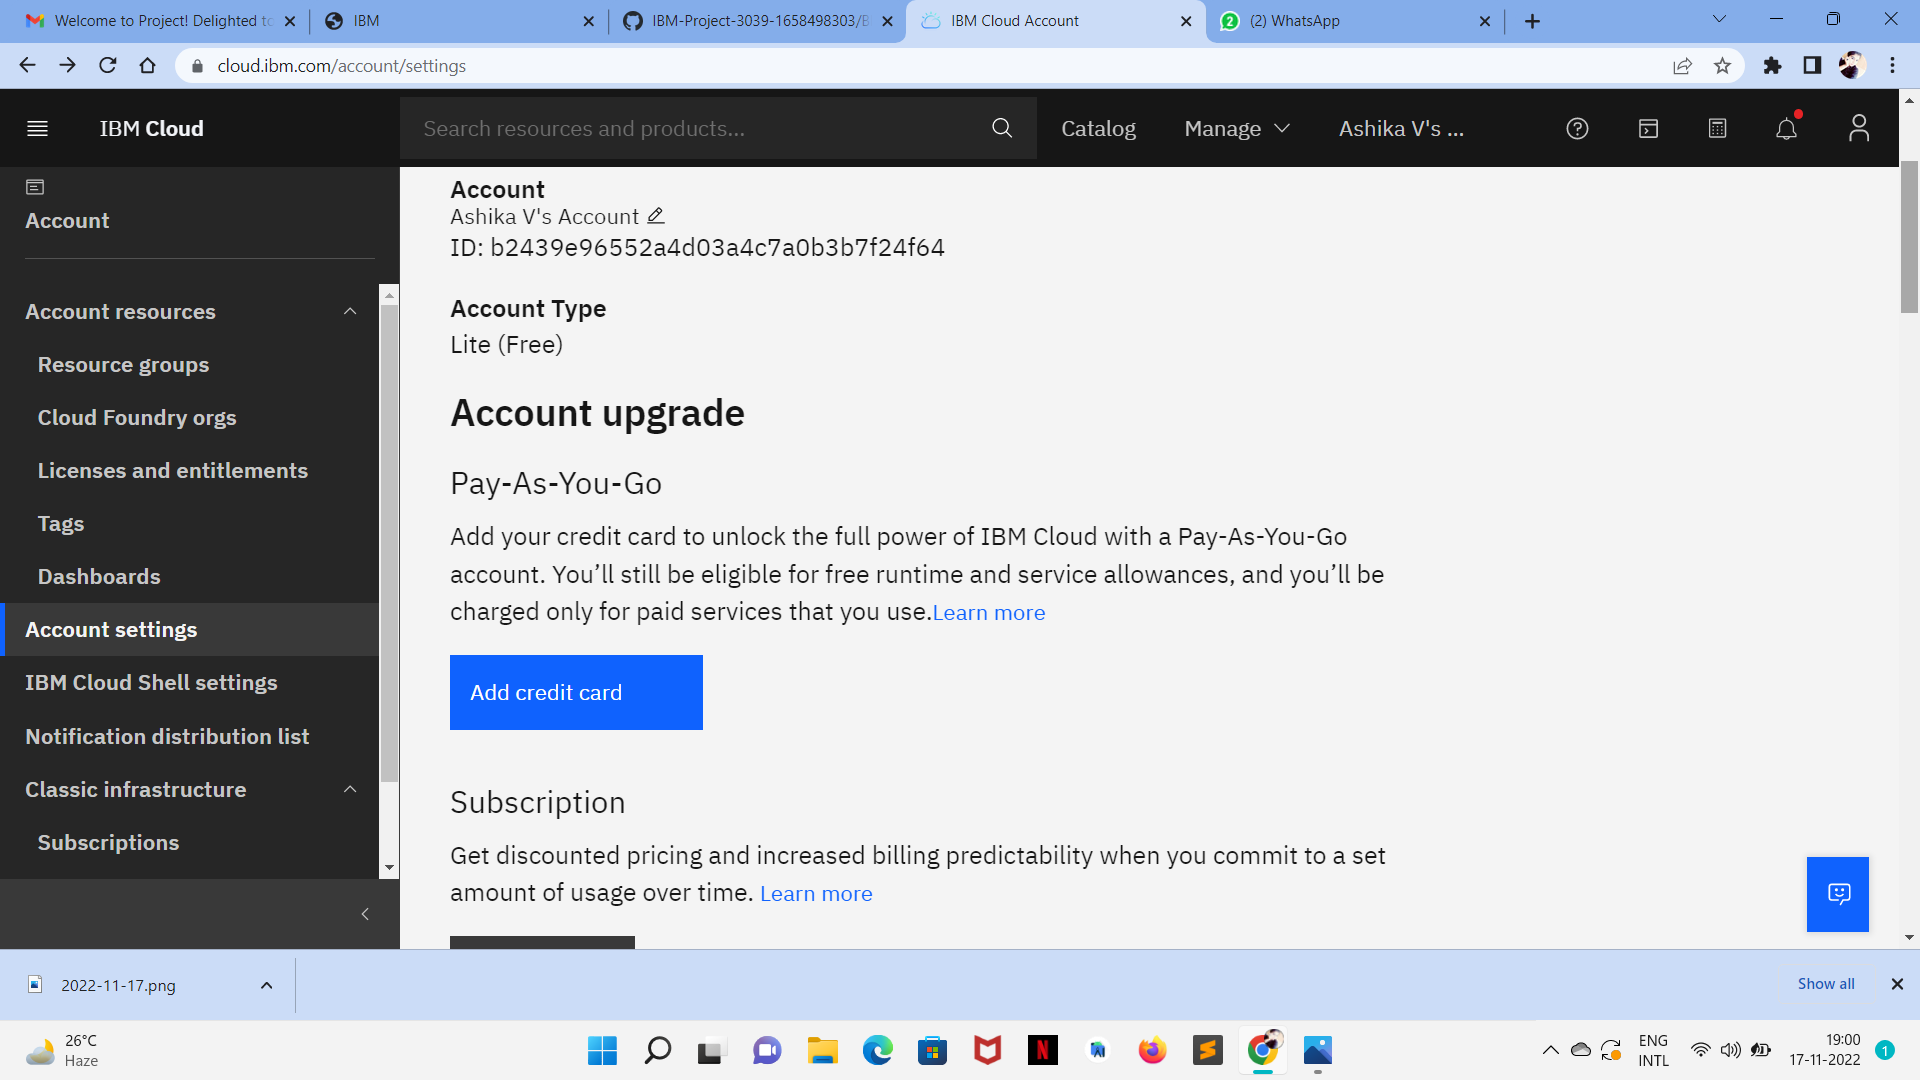 Welcome to Project! Delighted to
IBM
IBM-Project-3039-1658498303/B
IBM Cloud Account
(2) WhatsApp
cloud.ibm.com/account/settings
IBM Cloud
Search resources and products...
Catalog
Manage
Ashika V's ...
Account
Account resources
Resource groups
Cloud Foundry orgs
Licenses and entitlements
Tags
Dashboards
Account settings
IBM Cloud Shell settings
Notification distribution list
Classic infrastructure
Subscriptions
Account
Ashika V's Account
ID: b2439e96552a4d03a4c7a0b3b7f24f64
Account Type
Lite (Free)
Account upgrade
Pay-As-You-Go
Add your credit card to unlock the full power of IBM Cloud with a Pay-As-You-Go
account. You’ll still be eligible for free runtime and service allowances, and you’ll be
charged only for paid services that you use.Learn more
Add credit card
Subscription
Get discounted pricing and increased billing predictability when you commit to a set
amount of usage over time. Learn more
2022-11-17.png
Show all
26°C
Haze
ENG
INTL
19:00
17-11-2022
1